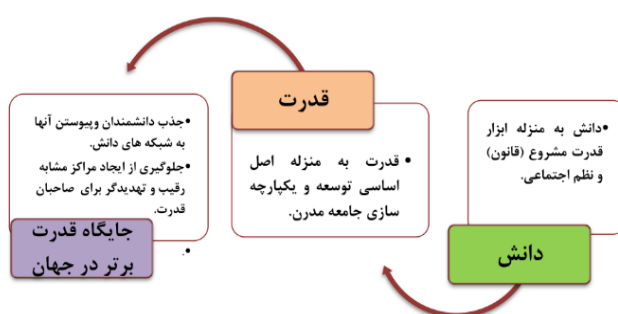 •دانش به منزله ابزار
قدرت مشروع (قانون)
و نظم اجتماعی.
دانش
قدرت
• قدرت به منزله اصل
اساسی توسعه و یکپارچه
سازی جامعه مدرن.
•جذب دانشمندان وپیوستن آنها
به شبکه های دانش.
•جلوگیری از ایجاد مراکز مشابه
رقیب و تهدیدگر برای صاحبان
قدرت.
•.
جایگاه قدرت
برتر در جهان